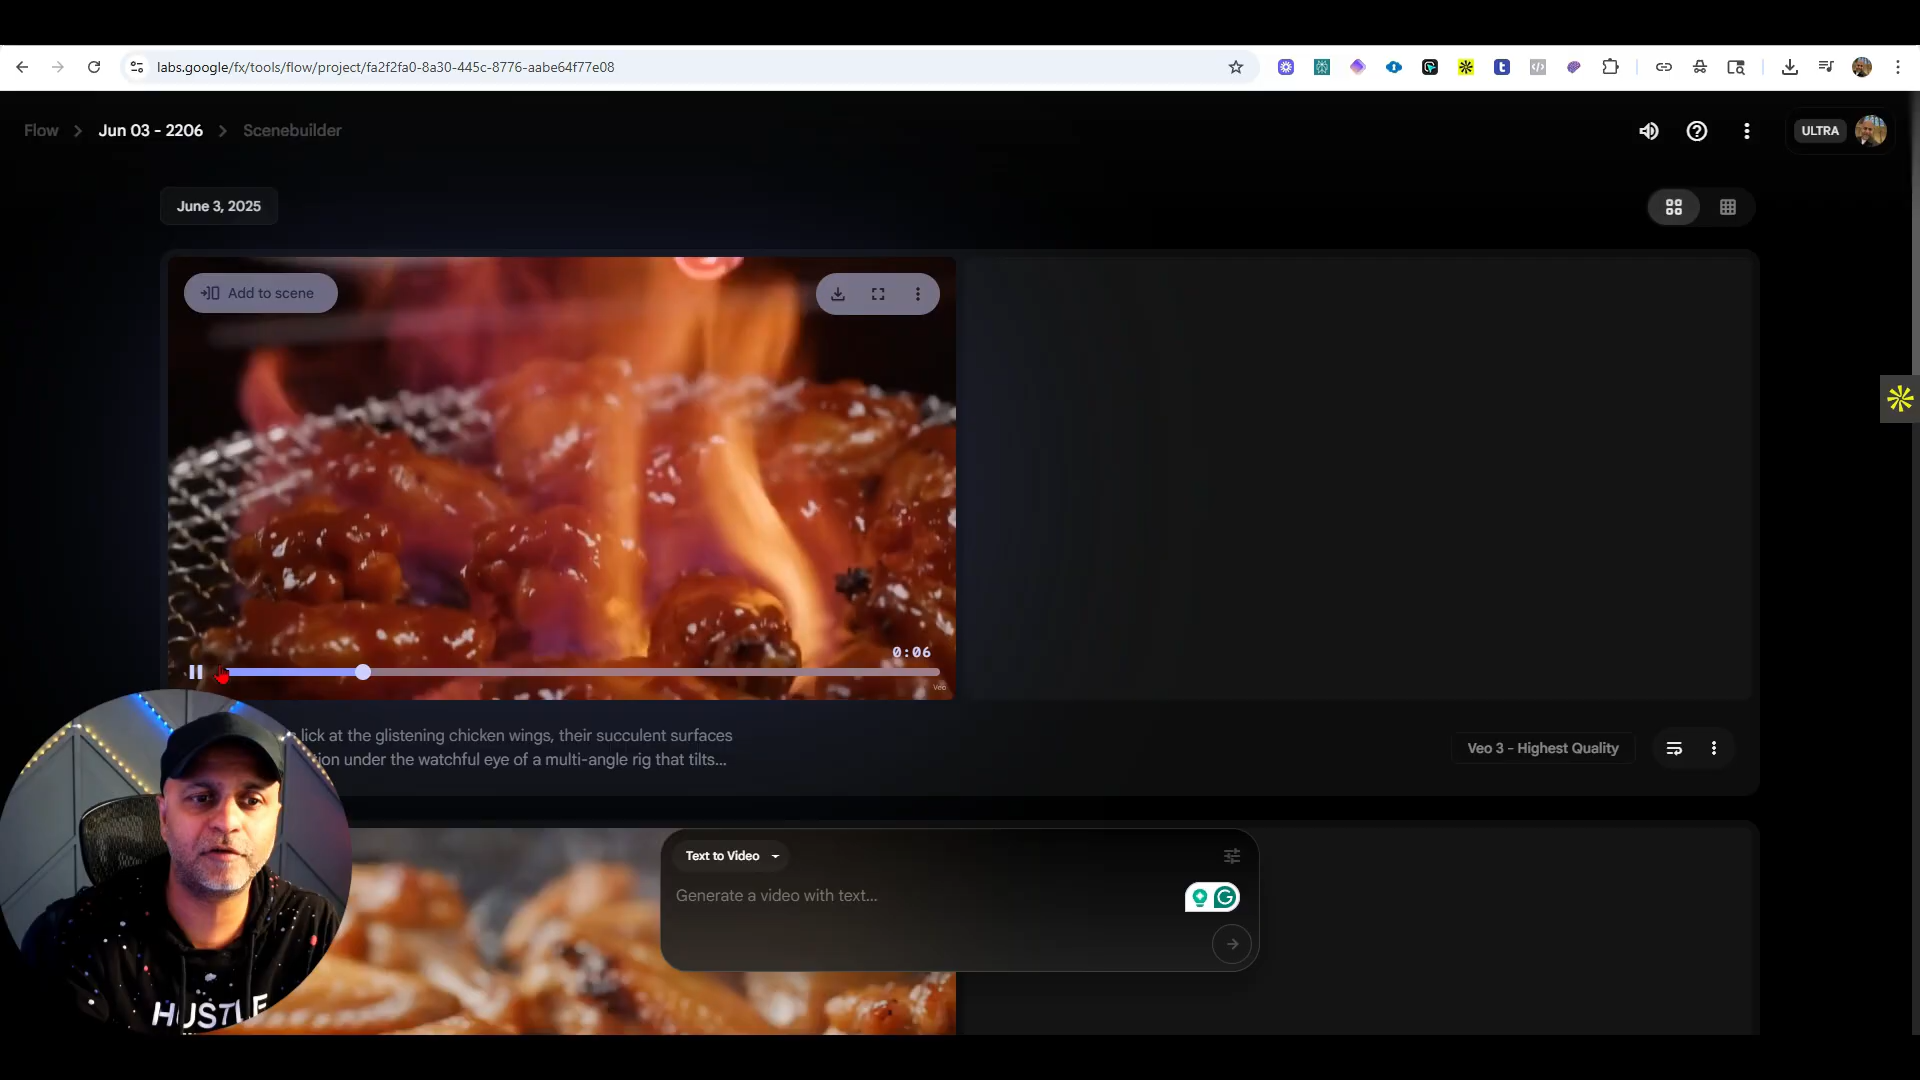 labs.google/fx/tools/flow/project/fa2f2fa0-8a30-445c-8776-aabe64f77e08
Flow
Jun 03 - 2206
Scenebuilder
ULTRA
June 3, 2025
Add to scene
0:06
Veo
lick at the glistening chicken wings, their succulent surfaces
under the watchful eye of a multi-angle rig that tilts...
Veo 3 - Highest Quality
Text to Video
Generate a video with text...
HUSTLE